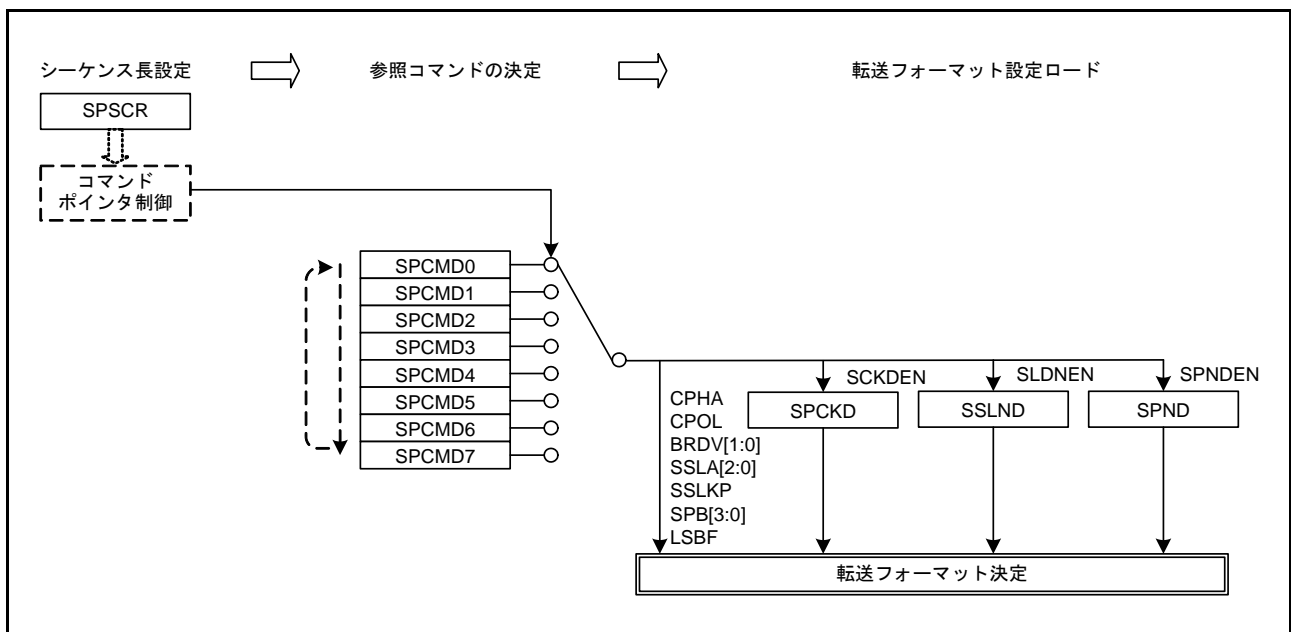 シーケンス長設定
参照コマンドの決定
転送フォーマット設定ロード
SPSCR
コマンド
ポインタ制御
SPCMD0
SPCMD1
SPCMD2
SPCMD3
SPCMD4
SPCMD5
SPCMD6
SPCMD7
CPHA
CPOL
BRDV[1:0]
SSLA[2:0]
SSLKP
SPB[3:0]
LSBF
SCKDEN
SPCKD
SLDNEN
SSLND
SPNDEN
SPND
転送フォーマット決定